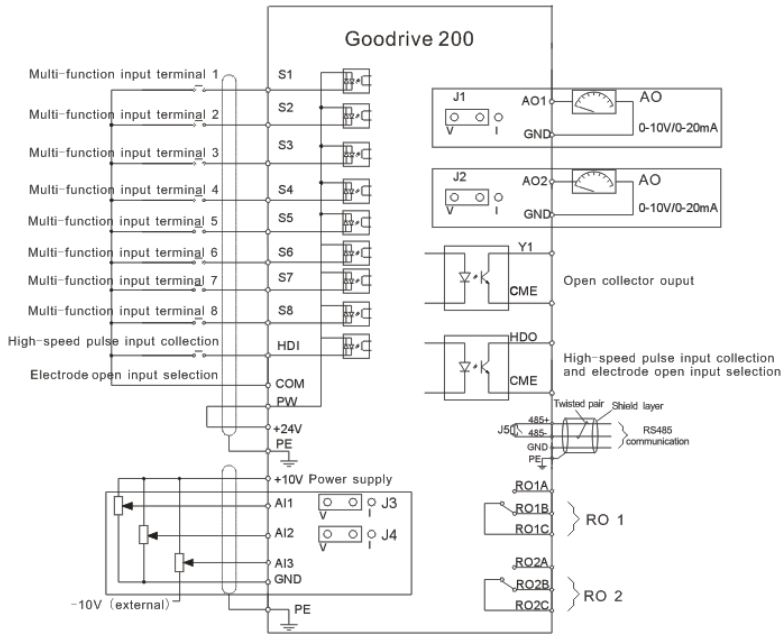 Goodrive 200
Multi-function input terminal 1
S1
Multi-function input terminal 2
S2
Multi-function input terminal 3
S3
Multi-function input terminal 4
S4
Multi-function input terminal 5
S5
Multi-function input terminal 6
S6
Multi-function input terminal 7
S7
Multi-function input terminal 8
S8
High-speed pulse input collection
HDI
Electrode open input selection
COM
PW
+24V
PE
+10V Power supply
AI1
V
I
J3
AI2
V
I
J4
AI3
GND
-10V (external)
PE
J1
V
I
AO1
AO
GND
0-10V/0-20mA
J2
V
I
AO2
AO
GND
0-10V/0-20mA
Y1
CME
Open collector ouput
HDO
CME
High-speed pulse input collection
and electrode open input selection
Twisted pair
Shield layer
J5
485+
485-
GND
PE
RS485
communication
RO1A
RO1B
RO1C
RO 1
RO2A
RO2B
RO2C
RO 2